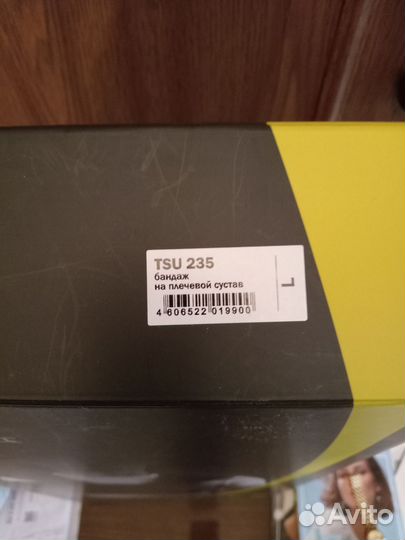 TSU 235
бандаж
на плечевой сустав
L
4 606522 019900
Avito